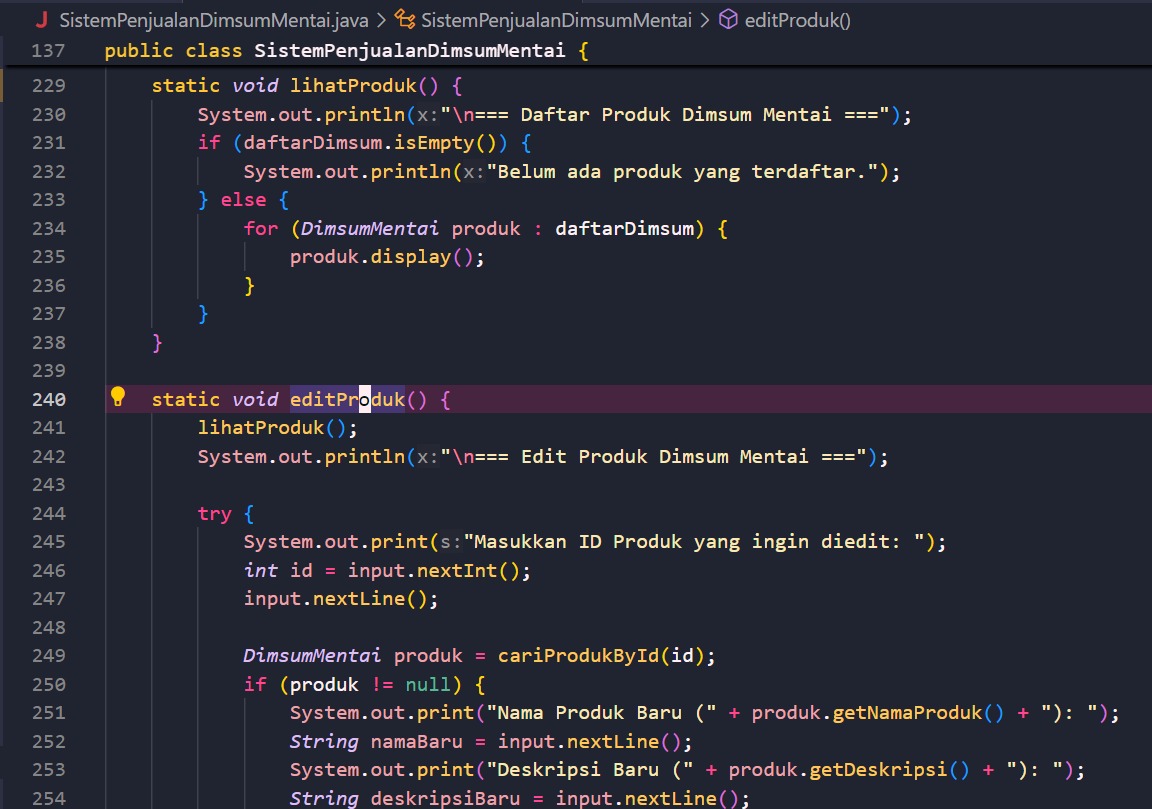 SistemPenjualanDimsumMentai.java > SistemPenjualanDimsumMentai > editProduk()
137 public class SistemPenjualanDimsumMentai {
229 static void lihatProduk() {
230 System.out.println(x:"\n=== Daftar Produk Dimsum Mentai ===");
231 if (daftarDimsum.isEmpty()) {
232 System.out.println(x:"Belum ada produk yang terdaftar.");
233 } else {
234 for (DimsumMentai produk : daftarDimsum) {
235 produk.display();
236 }
237 }
238 }
239
240 static void editProduk() {
241 lihatProduk();
242 System.out.println(x:"\n=== Edit Produk Dimsum Mentai ===");
243
244 try {
245 System.out.print(s:"Masukkan ID Produk yang ingin diedit: ");
246 int id = input.nextInt();
247 input.nextLine();
248
249 DimsumMentai produk = cariProdukById(id);
250 if (produk != null) {
251 System.out.print("Nama Produk Baru (" + produk.getNamaProduk() + "): ");
252 String namaBaru = input.nextLine();
253 System.out.print("Deskripsi Baru (" + produk.getDeskripsi() + "): ");
254 String deskripsiBaru = input.nextLine();